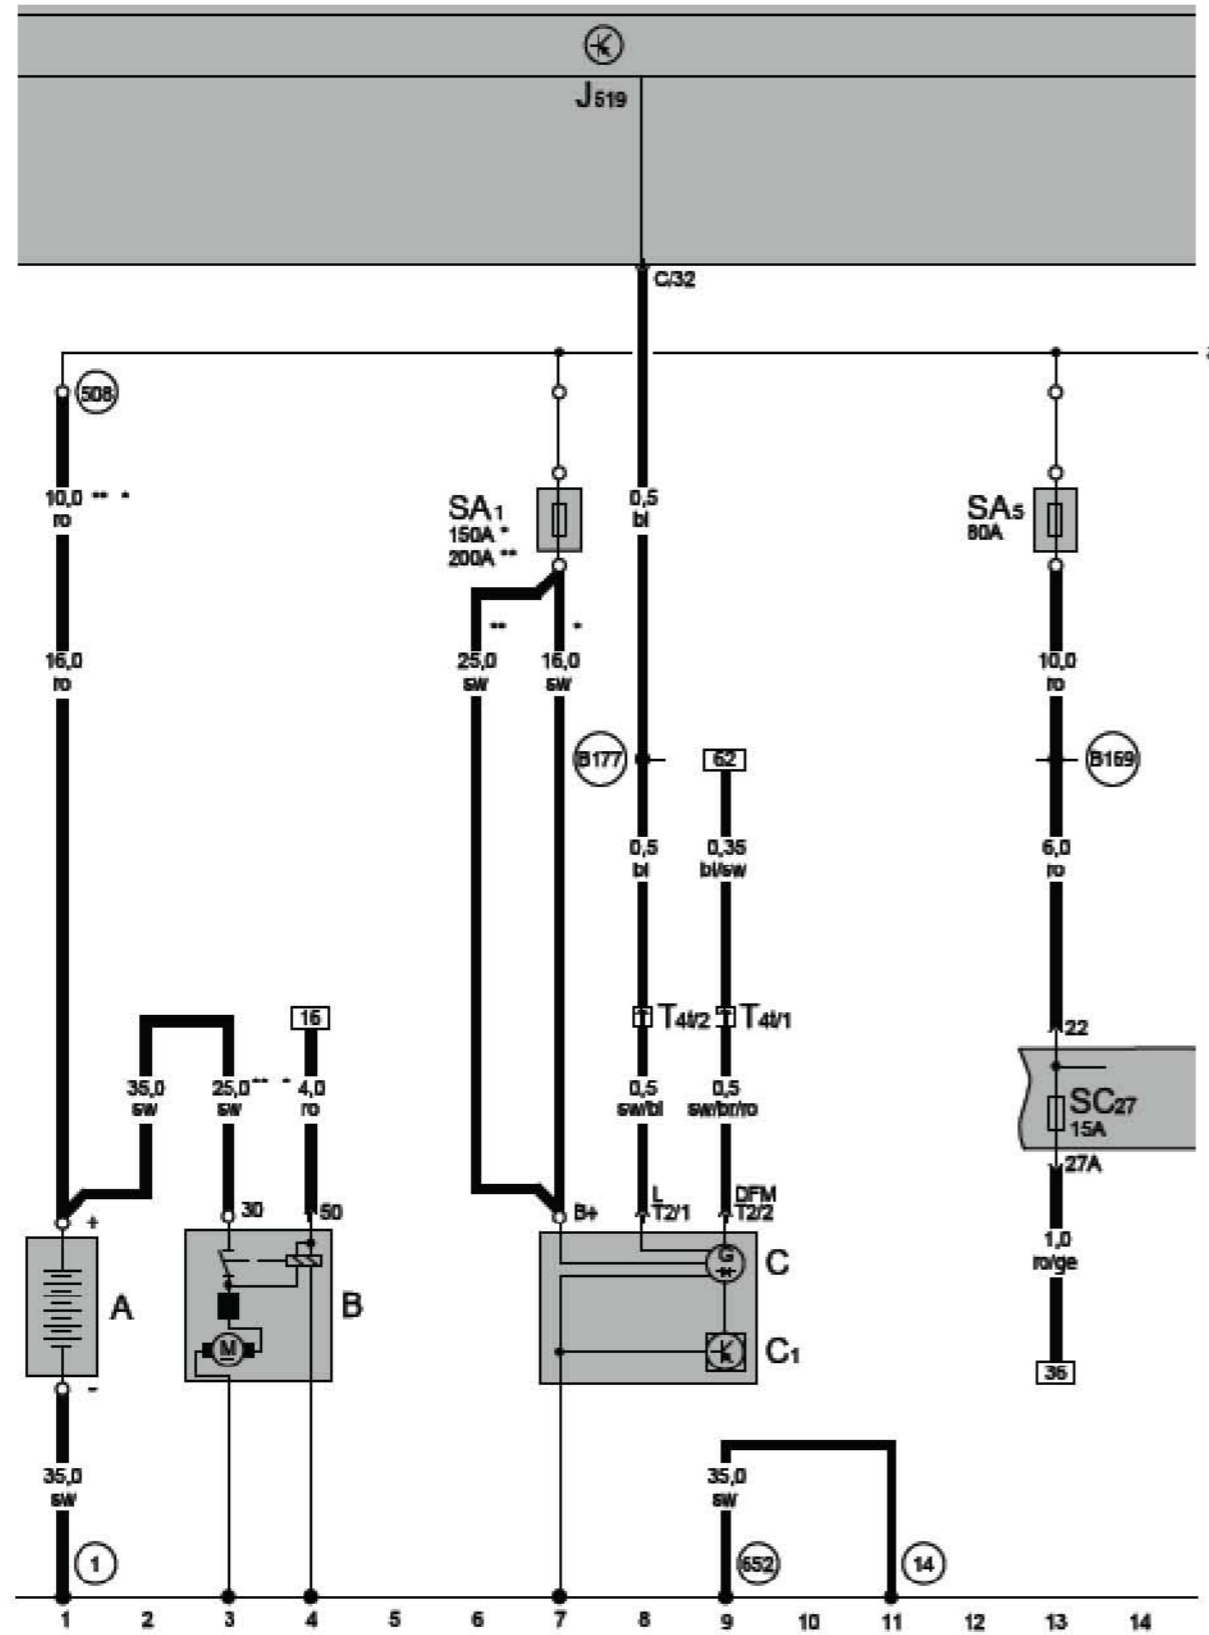 J519
C/32
508
10,0 ** *
ro
SA1
150A *
200A **
0,5
bl
SA5
80A
** *
16,0
ro
25,0
sw
16,0
sw
10,0
ro
B177
62
B169
0,5
bl
0,35
bl/sw
6,0
ro
16
T4t/2
T4t/1
22
35,0
sw
25,0 ** *
sw
4,0
ro
0,5
sw/bl
0,5
sw/br/ro
SC27
15A
27A
+
30
50
B+
L
T2/1
DFM
T2/2
1,0
ro/ge
A
B
M
G
C
C1
36
-
35,0
sw
35,0
sw
1
652
14
1 2 3 4 5 6 7 8 9 10 11 12 13 14